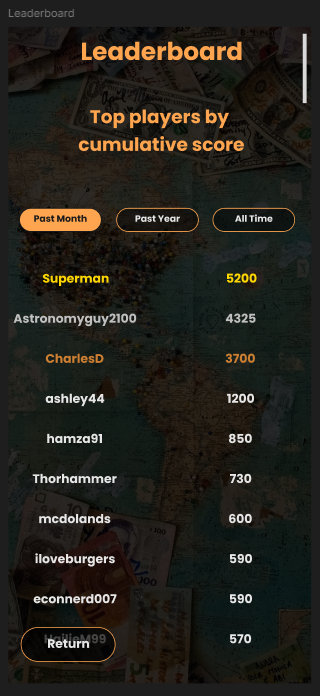 Leaderboard
Leaderboard
Top players by
cumulative score
Past Month Past Year All Time
Superman 5200
Astronomyguy2100 4325
CharlesD 3700
ashley44 1200
hamza91 850
Thorhammer 730
mcdolands 600
iloveburgers 590
econnerd007 590
HailieM99 570
Return